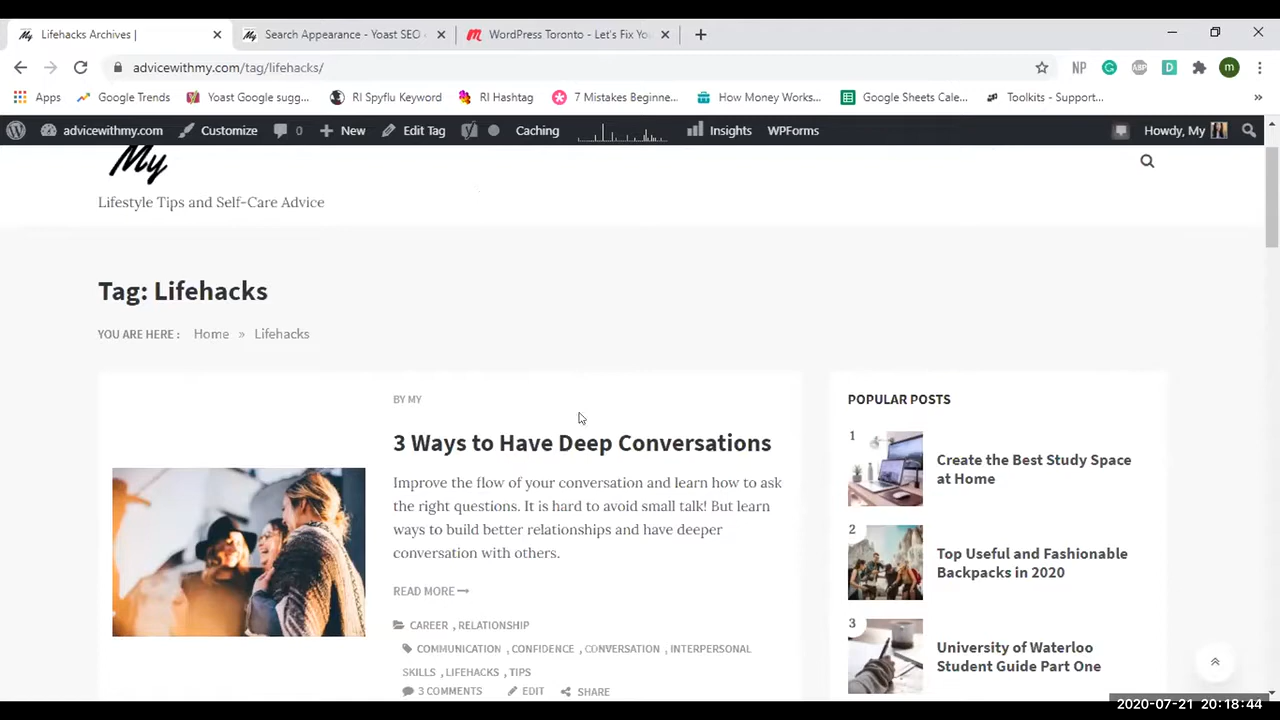 Lifehacks Archives |
Search Appearance - Yoast SEO
WordPress Toronto - Let's Fix Yo
advicewithmy.com/tag/lifehacks/
NP
ABP
D
m
Apps
Google Trends
Yoast Google sugg...
RI Spyflu Keyword
RI Hashtag
7 Mistakes Beginne...
How Money Works...
Google Sheets Cale...
Toolkits - Support...
»
advicewithmy.com
Customize
0
New
Edit Tag
Caching
Insights
WPForms
Howdy, My
My
Lifestyle Tips and Self-Care Advice
Tag: Lifehacks
YOU ARE HERE : Home » Lifehacks
BY MY
3 Ways to Have Deep Conversations
Improve the flow of your conversation and learn how to ask
the right questions. It is hard to avoid small talk! But learn
ways to build better relationships and have deeper
conversation with others.
READ MORE
CAREER , RELATIONSHIP
COMMUNICATION , CONFIDENCE , CONVERSATION , INTERPERSONAL
SKILLS , LIFEHACKS , TIPS
3 COMMENTS EDIT SHARE
POPULAR POSTS
1
Create the Best Study Space
at Home
2
Top Useful and Fashionable
Backpacks in 2020
3
University of Waterloo
Student Guide Part One
2020-07-21 20:18:44